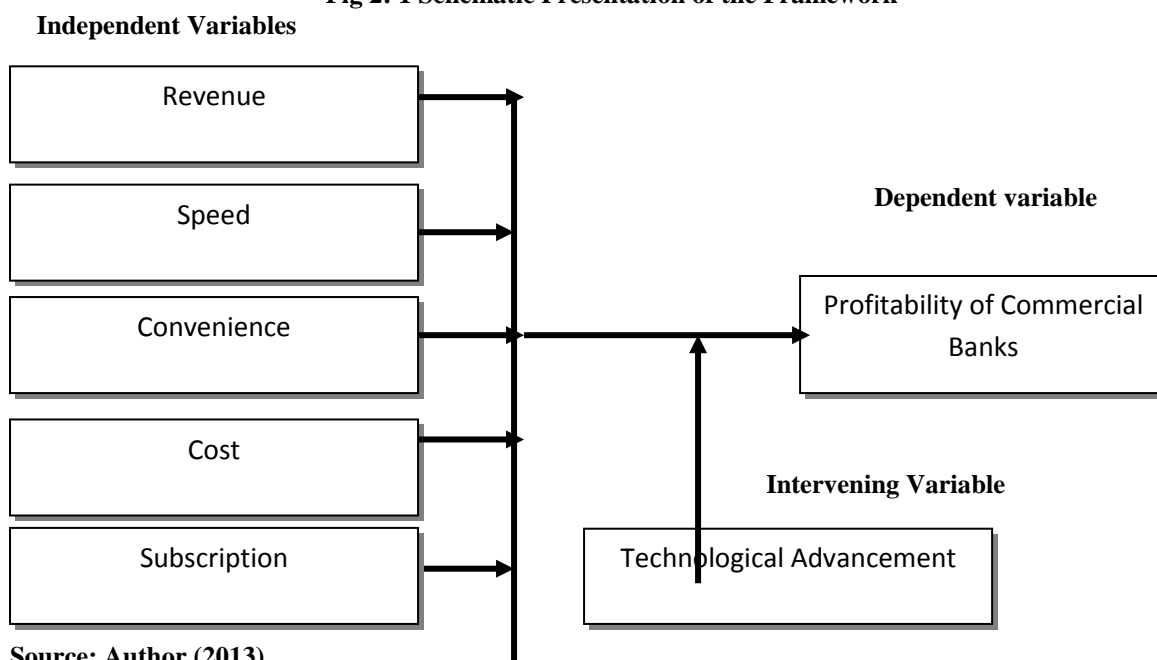 Fig 2: 1 Schematic Presentation of the Framework
Independent Variables
Revenue
Speed
Dependent variable
Profitability of Commercial
Banks
Convenience
Cost
Intervening Variable
Subscription
Technological Advancement
Source: Author (2013)